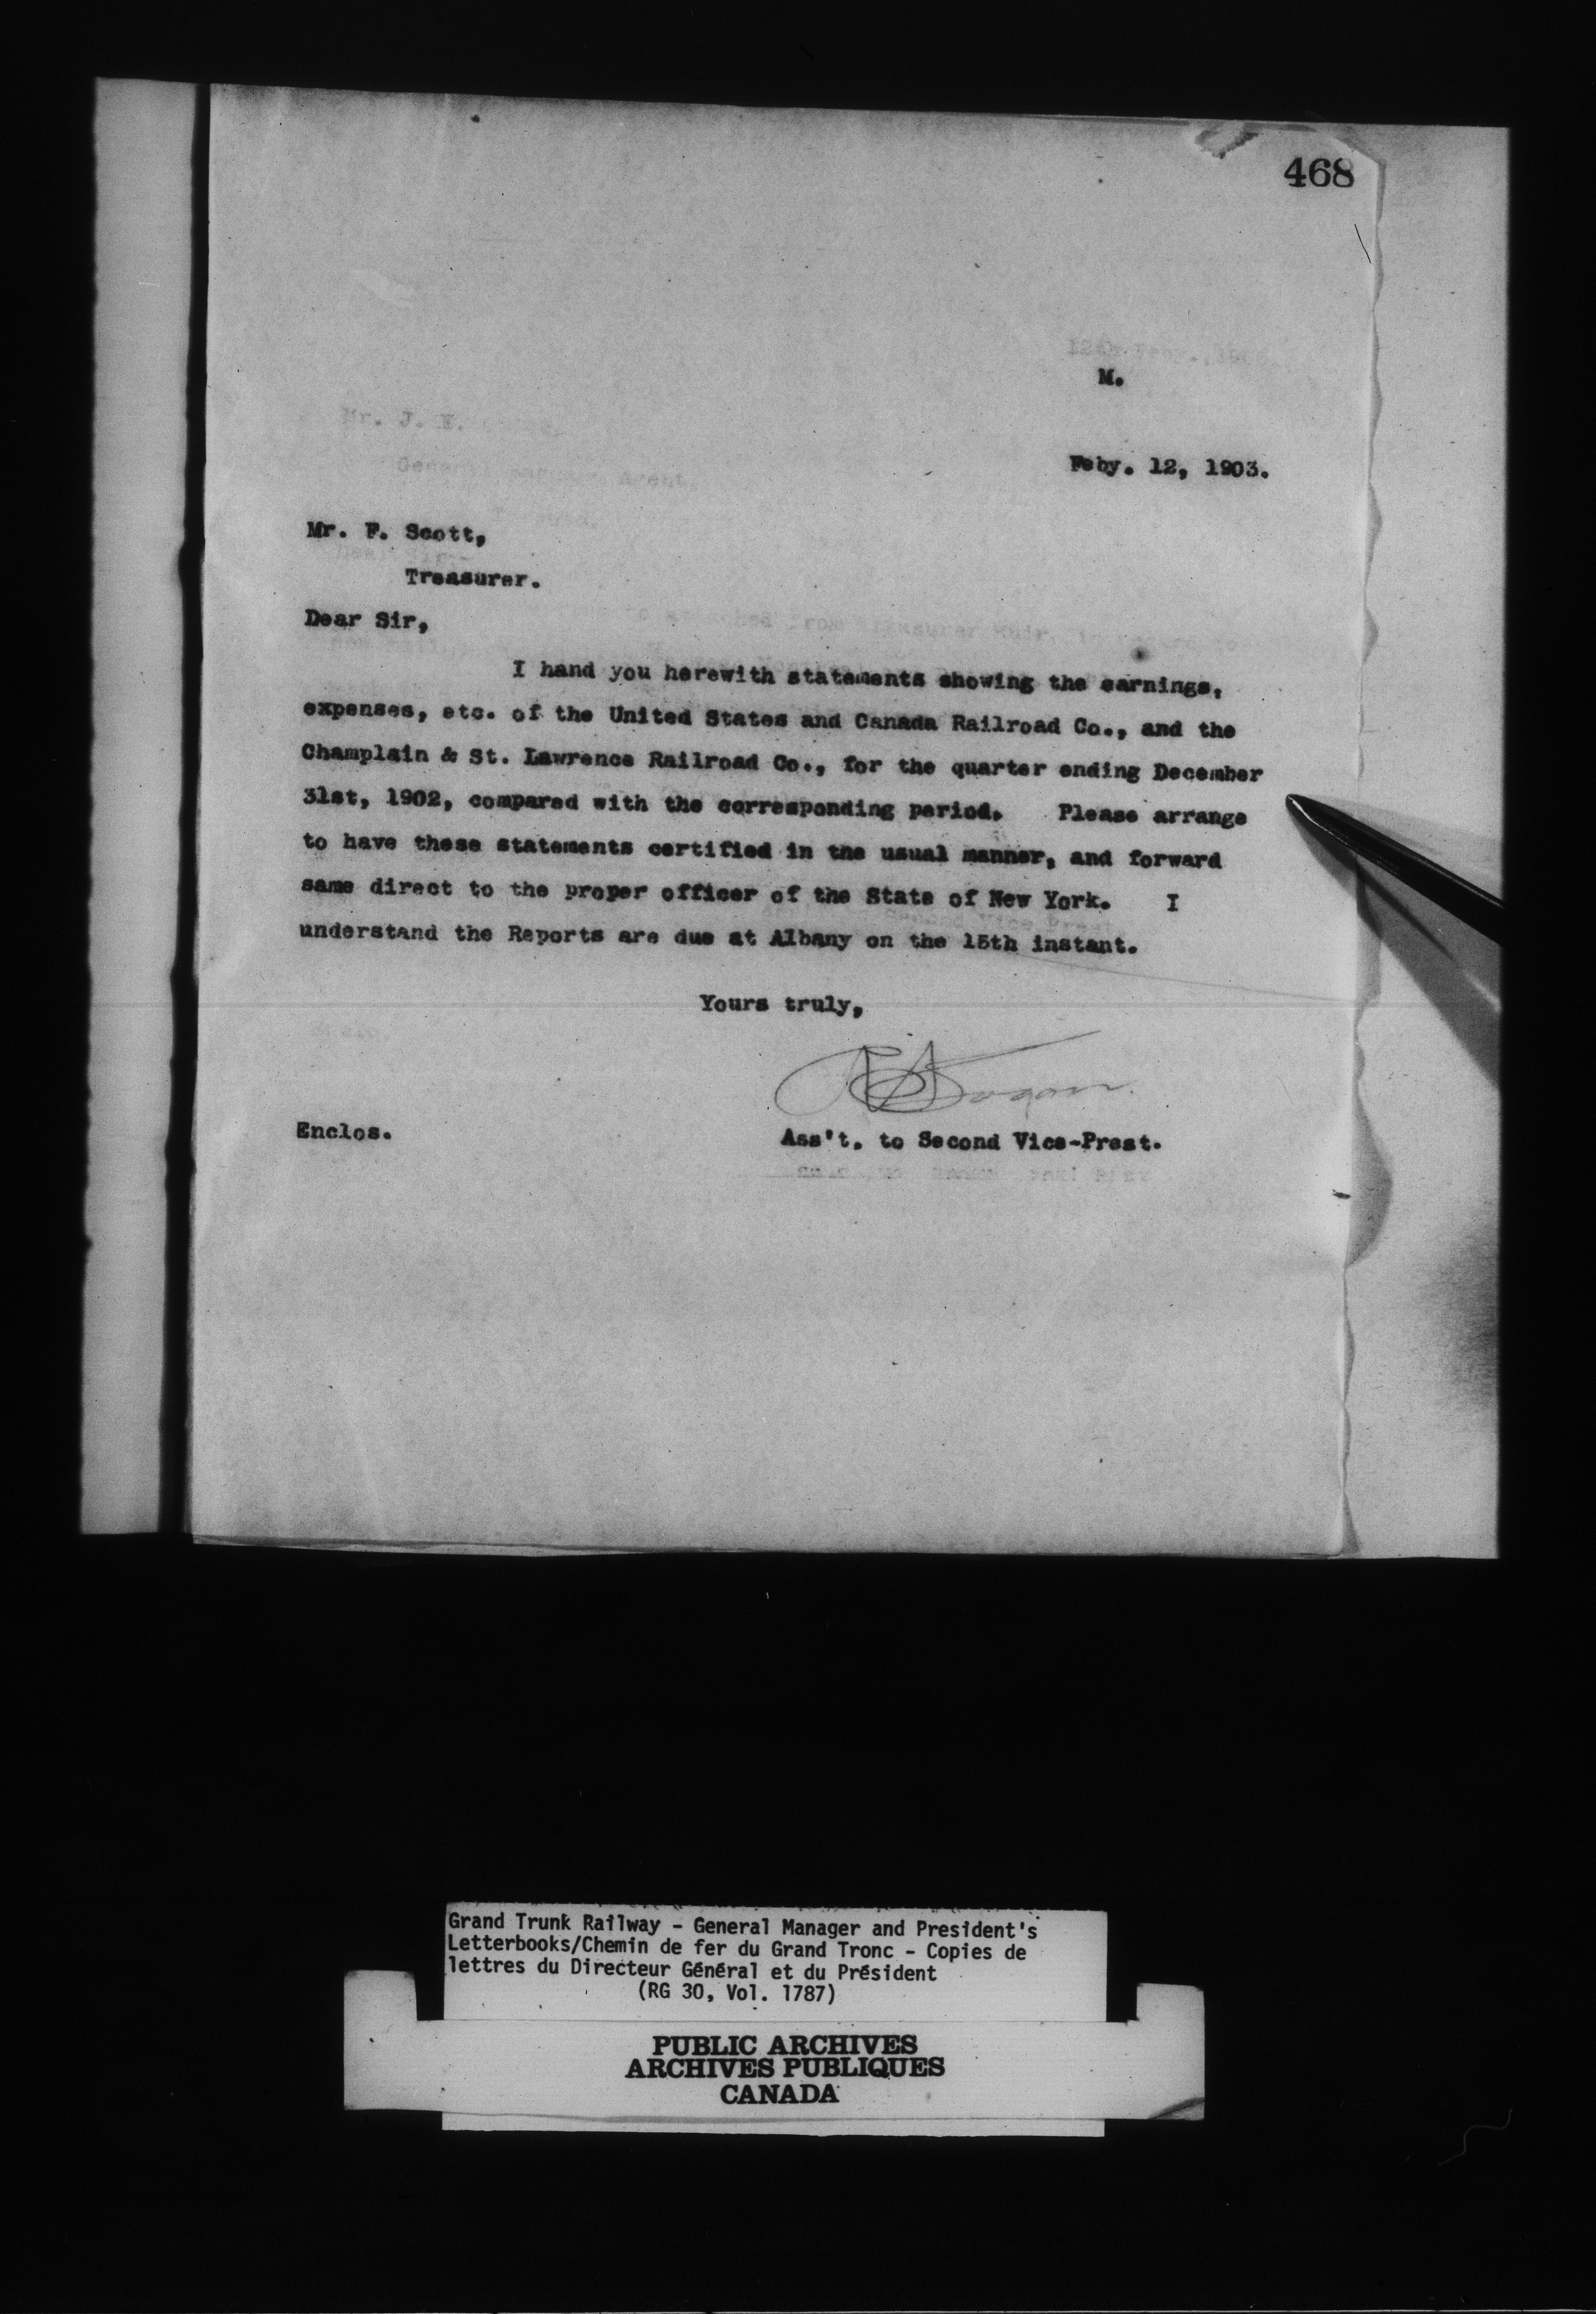 468
M.
Feby. 12, 1903.
Mr. F. Scott,
Treasurer.
Dear Sir,
I hand you herewith statements showing the earnings,
expenses, etc. of the United States and Canada Railroad Co., and the
Champlain & St. Lawrence Railroad Co., for the quarter ending December
31st, 1902, compared with the corresponding period. Please arrange
to have these statements certified in the usual manner, and forward
same direct to the proper officer of the State of New York. I
understand the Reports are due at Albany on the 15th instant.
Yours truly,
Enclos.
Ass't. to Second Vice-Prest.
Grand Trunk Railway - General Manager and President's
Letterbooks/Chemin de fer du Grand Tronc - Copies de
lettres du Directeur Général et du Président
(RG 30, Vol. 1787)
PUBLIC ARCHIVES
ARCHIVES PUBLIQUES
CANADA